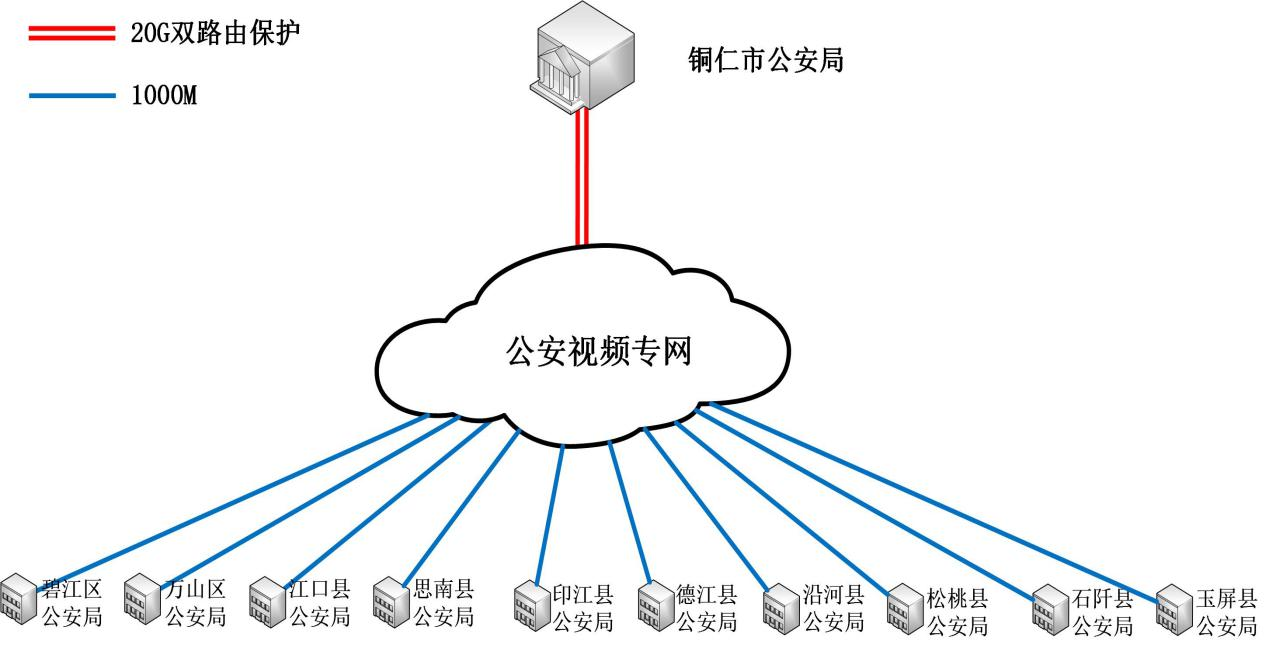 20G双路由保护
铜仁市公安局
1000M
公安视频专网
碧江区
公安局
万山区
公安局
江口县
公安局
思南县
公安局
印江县
公安局
德江县
公安局
沿河县
公安局
松桃县
公安局
石阡县
公安局
玉屏县
公安局